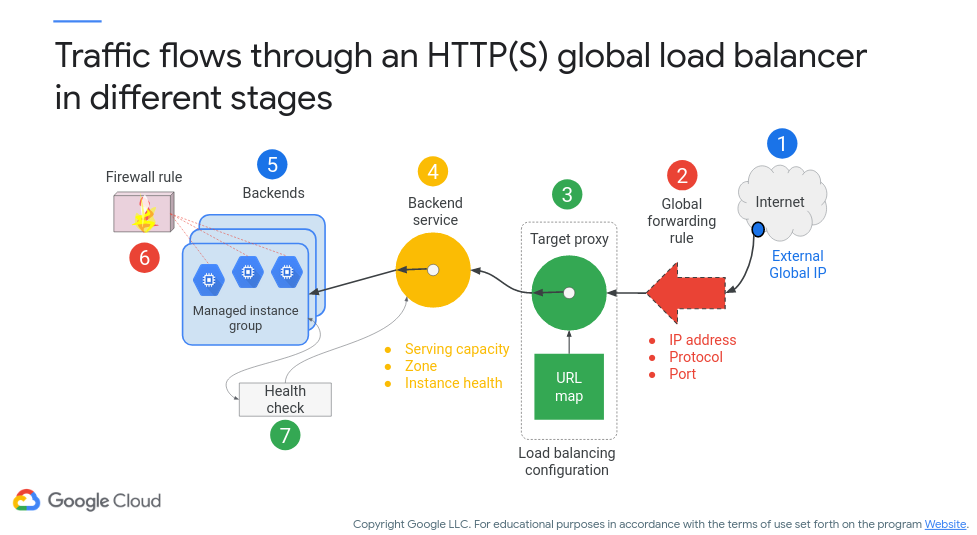 Traffic flows through an HTTP(S) global load balancer
in different stages
1
Internet
External
Global IP
2
Global
forwarding
rule
IP address
Protocol
Port
3
Target proxy
URL
map
Load balancing
configuration
4
Backend
service
Serving capacity
Zone
Instance health
5
Backends
Managed instance
group
Firewall rule
6
Health
check
7
Google Cloud
Copyright Google LLC. For educational purposes in accordance with the terms of use set forth on the program Website.